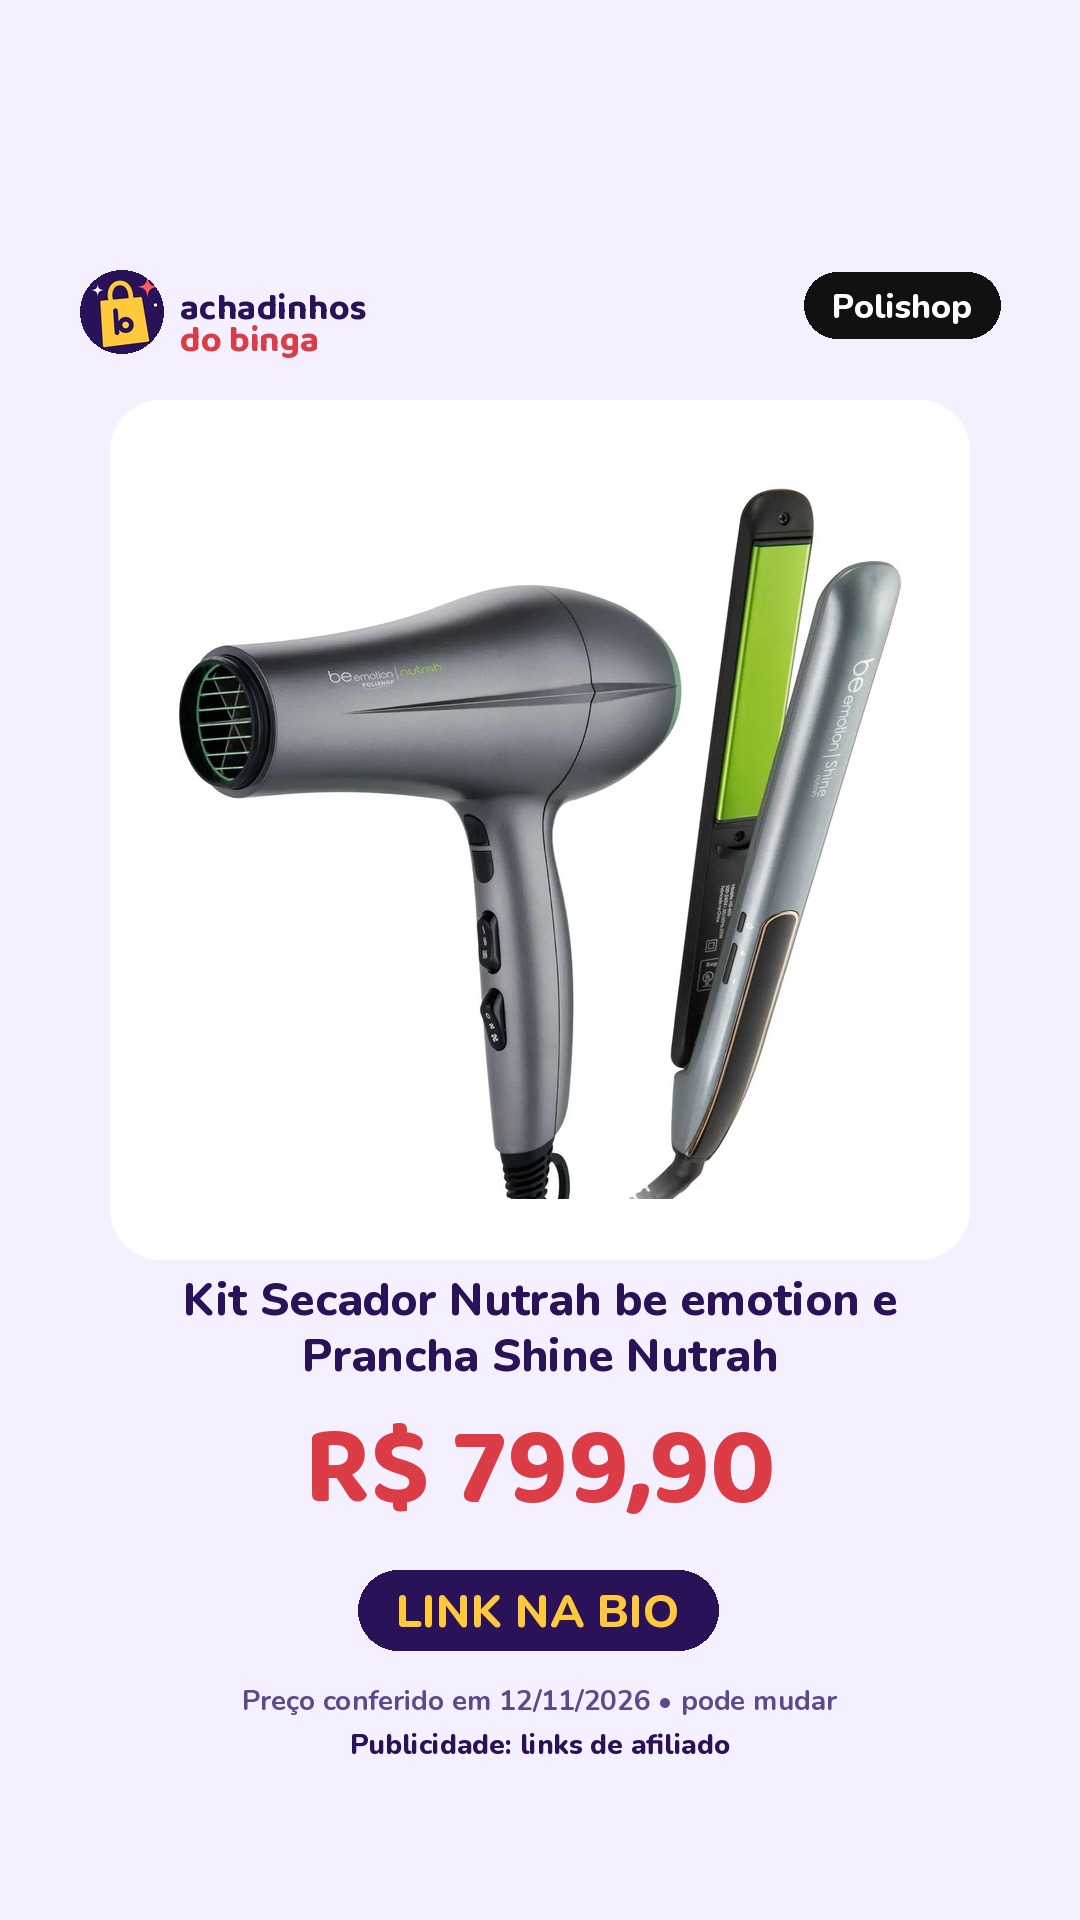 achadinhos
do binga
Polishop
be emotion | nutrah
POLISHOP
be emotion | Shine
nutrah
Kit Secador Nutrah be emotion e
Prancha Shine Nutrah
R$ 799,90
LINK NA BIO
Preço conferido em 12/11/2026 • pode mudar
Publicidade: links de afiliado